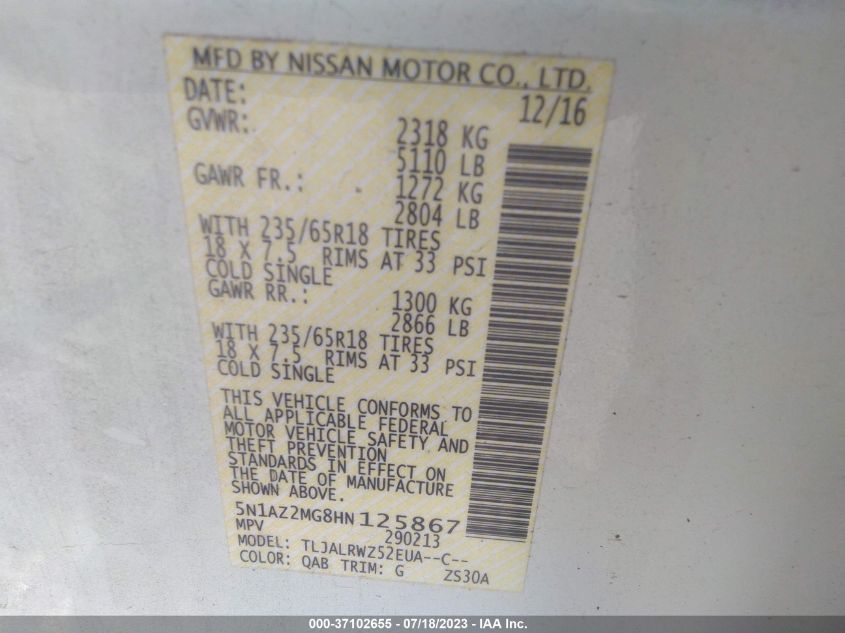 MFD BY NISSAN MOTOR CO., LTD.
DATE: 12/16
GVWR: 2318 KG
5110 LB
GAWR FR.: 1272 KG
2804 LB
WITH 235/65R18 TIRES
18 X 7.5 RIMS AT 33 PSI
COLD SINGLE
GAWR RR.: 1300 KG
2866 LB
WITH 235/65R18 TIRES
18 X 7.5 RIMS AT 33 PSI
COLD SINGLE
THIS VEHICLE CONFORMS TO
ALL APPLICABLE FEDERAL
MOTOR VEHICLE SAFETY AND
THEFT PREVENTION
STANDARDS IN EFFECT ON
THE DATE OF MANUFACTURE
SHOWN ABOVE.
5N1AZ2MG8HN125867
MPV 290213
MODEL: TLJALRWZ52EUA--C--
COLOR: QAB TRIM: G ZS30A
000-37102655 - 07/18/2023 - IAA Inc.